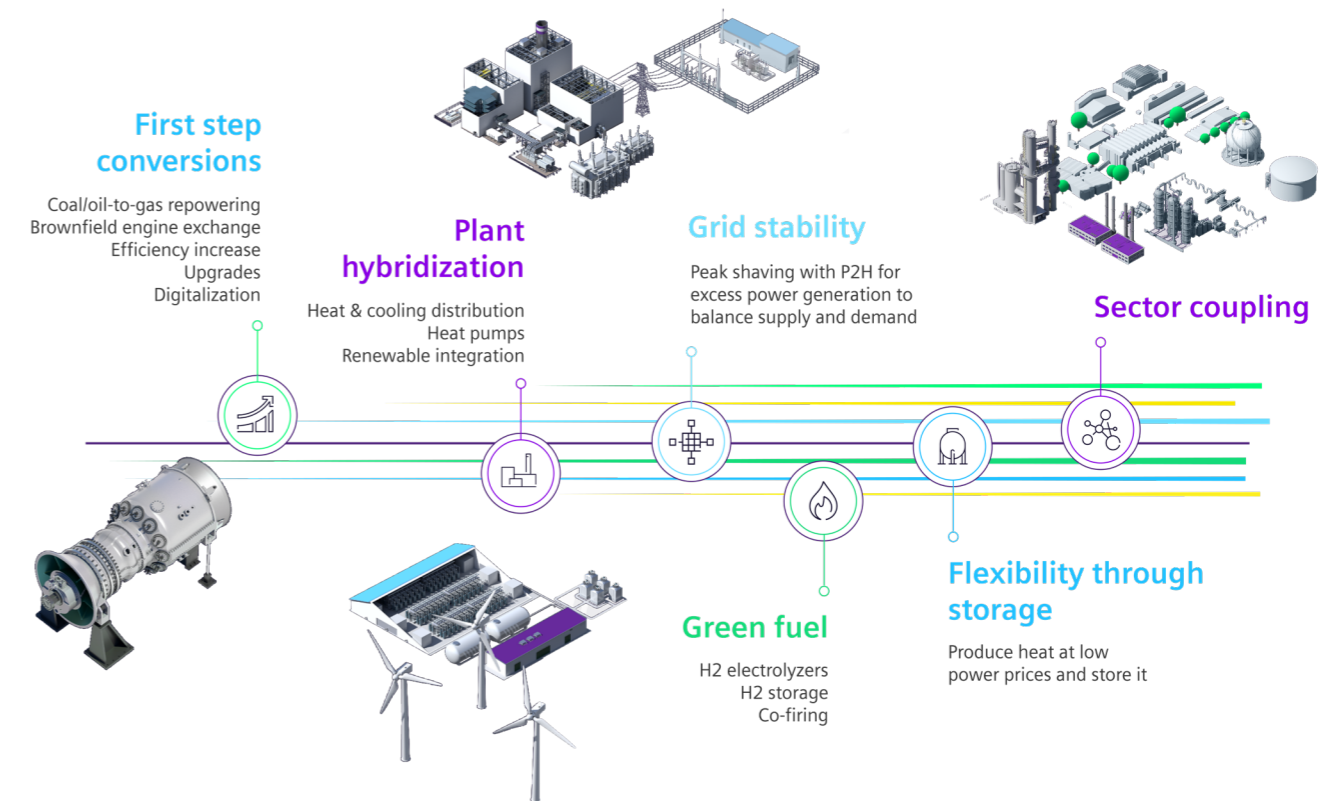 First step
conversions
Coal/oil-to-gas repowering
Brownfield engine exchange
Efficiency increase
Upgrades
Digitalization
Plant
hybridization
Heat & cooling distribution
Heat pumps
Renewable integration
Grid stability
Peak shaving with P2H for
excess power generation to
balance supply and demand
Green fuel
H2 electrolyzers
H2 storage
Co-firing
Flexibility through
storage
Produce heat at low
power prices and store it
Sector coupling